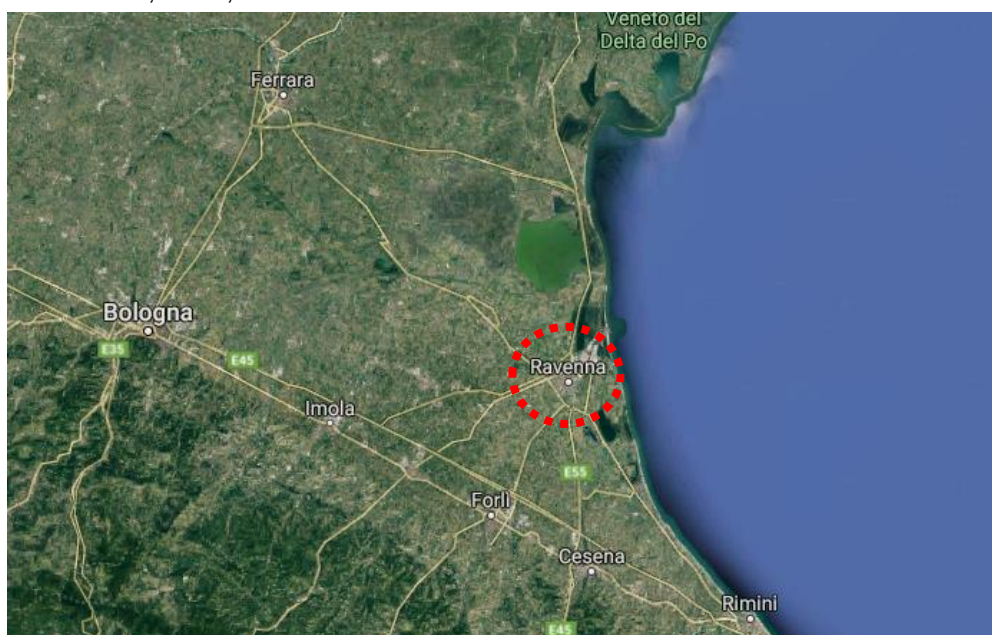 Veneto del
Delta del Po
Ferrara
Bologna
E35
E45
Ravenna
Imola
E55
Forlì
Cesena
Rimini
E45